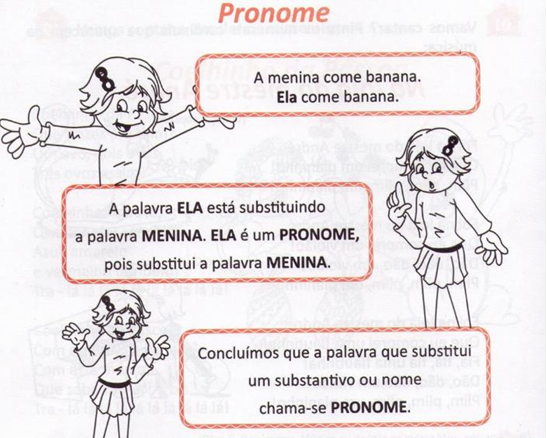 Pronome
A menina come banana.
Ela come banana.
A palavra ELA está substituindo
a palavra MENINA. ELA é um PRONOME,
pois substitui a palavra MENINA.
Concluímos que a palavra que substitui
um substantivo ou nome
chama-se PRONOME.